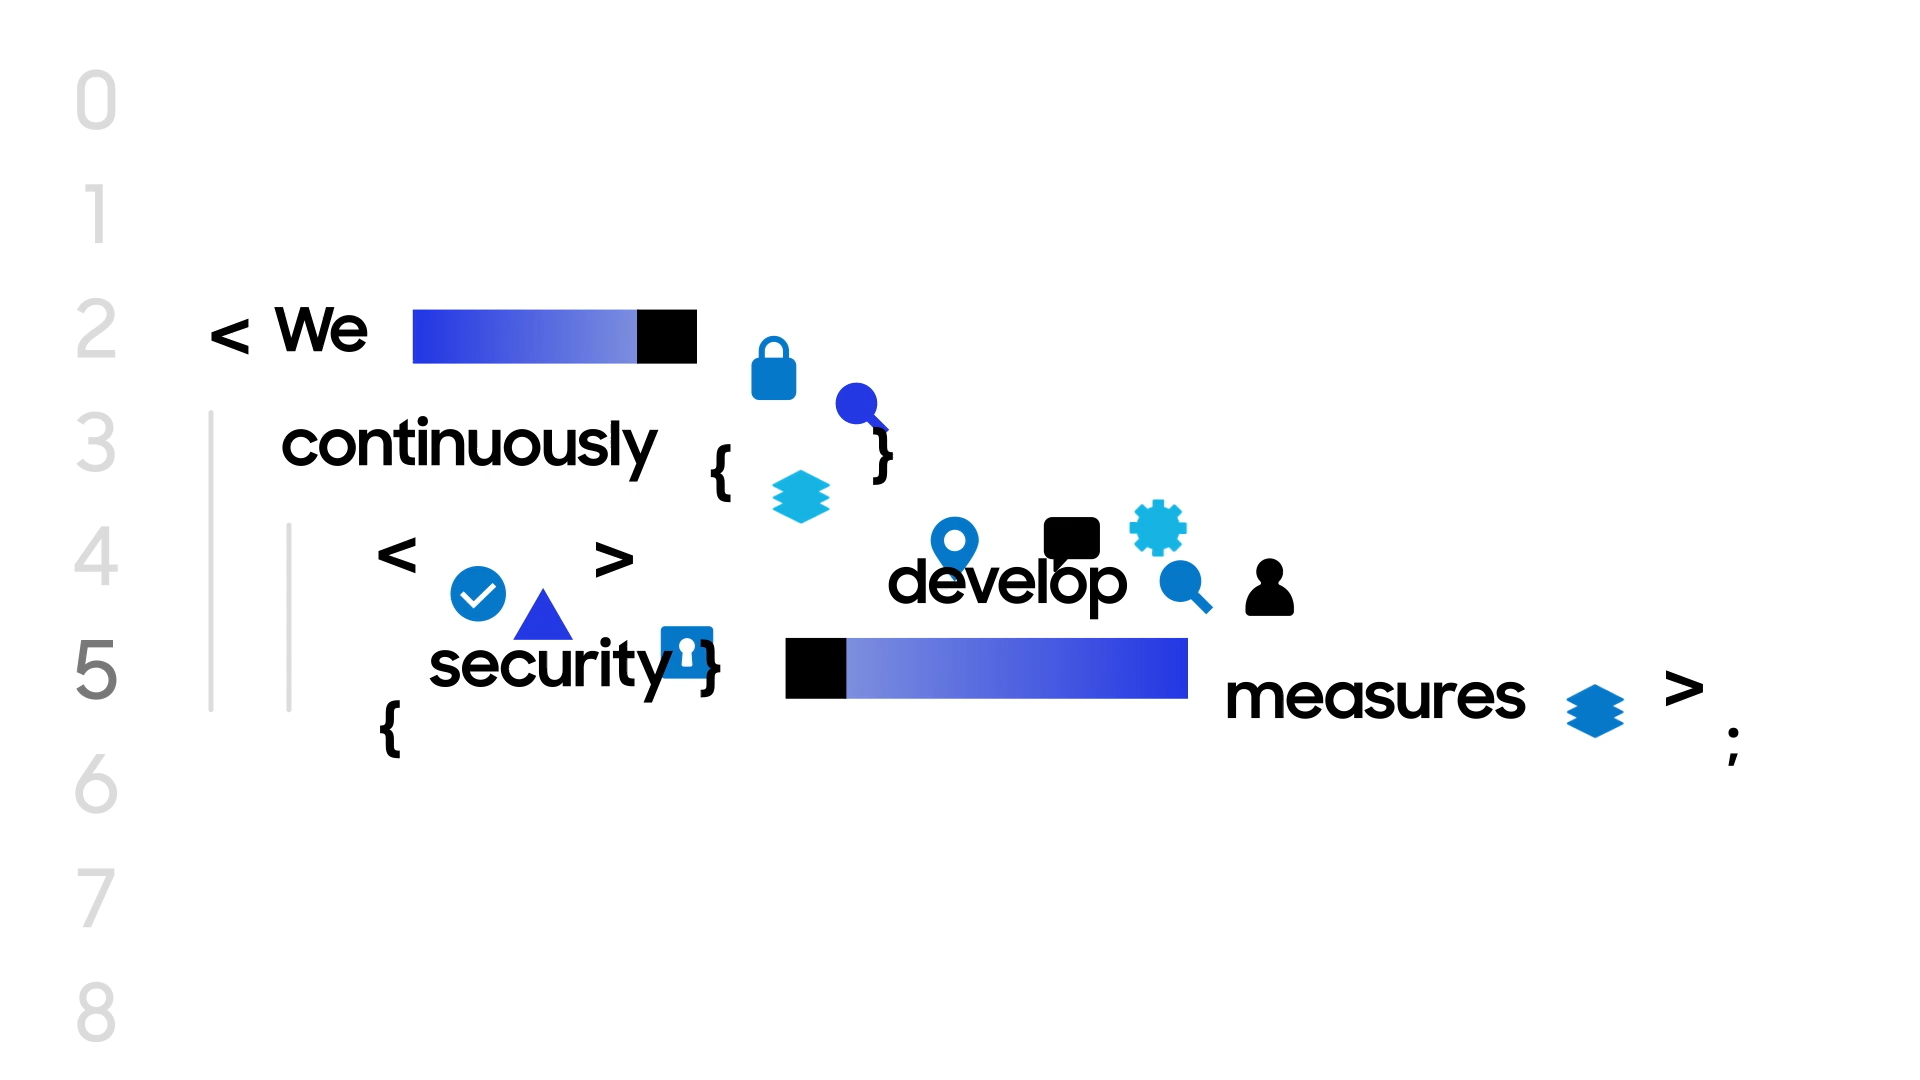 0
1
2 < We
3 continuously { }
4 < > develop
5 security } measures > ;
{
6
7
8